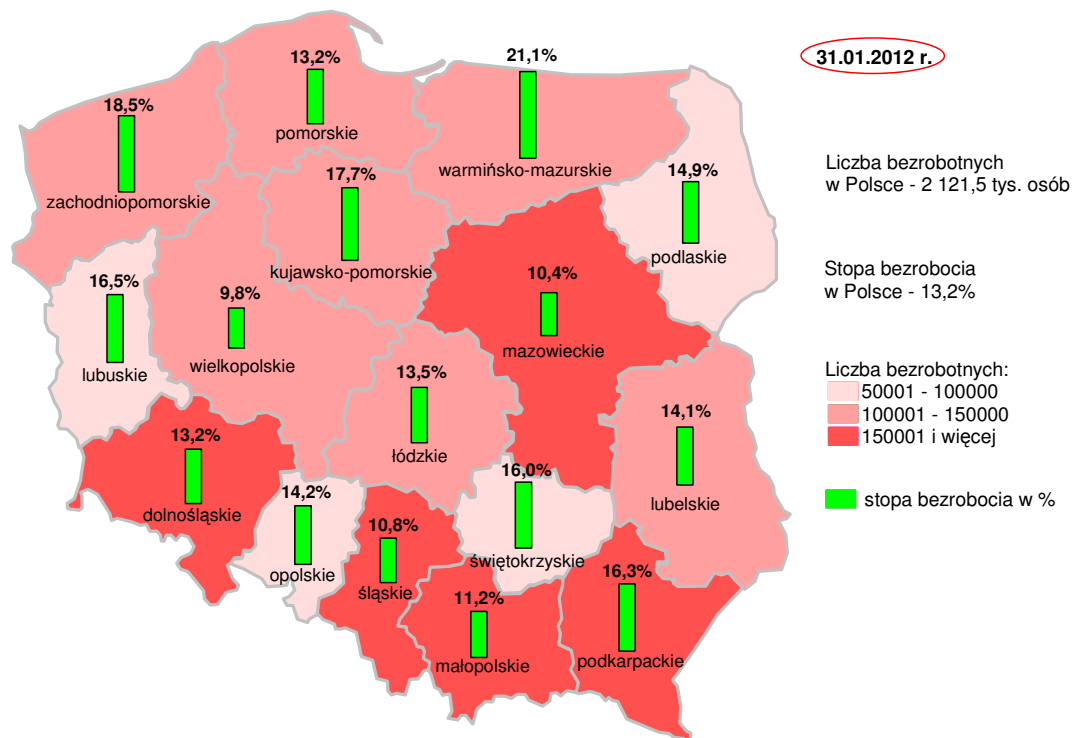 31.01.2012 r.
13,2%
pomorskie
21,1%
warmińsko-mazurskie
18,5%
zachodniopomorskie
17,7%
kujawsko-pomorskie
14,9%
podlaskie
Liczba bezrobotnych
w Polsce - 2 121,5 tys. osób
Stopa bezrobocia
w Polsce - 13,2%
16,5%
lubuskie
9,8%
wielkopolskie
10,4%
mazowieckie
13,5%
łódzkie
14,1%
lubelskie
Liczba bezrobotnych:
50001 - 100000
100001 - 150000
150001 i więcej
stopa bezrobocia w %
13,2%
dolnośląskie
14,2%
opolskie
10,8%
śląskie
16,0%
świętokrzyskie
11,2%
małopolskie
16,3%
podkarpackie